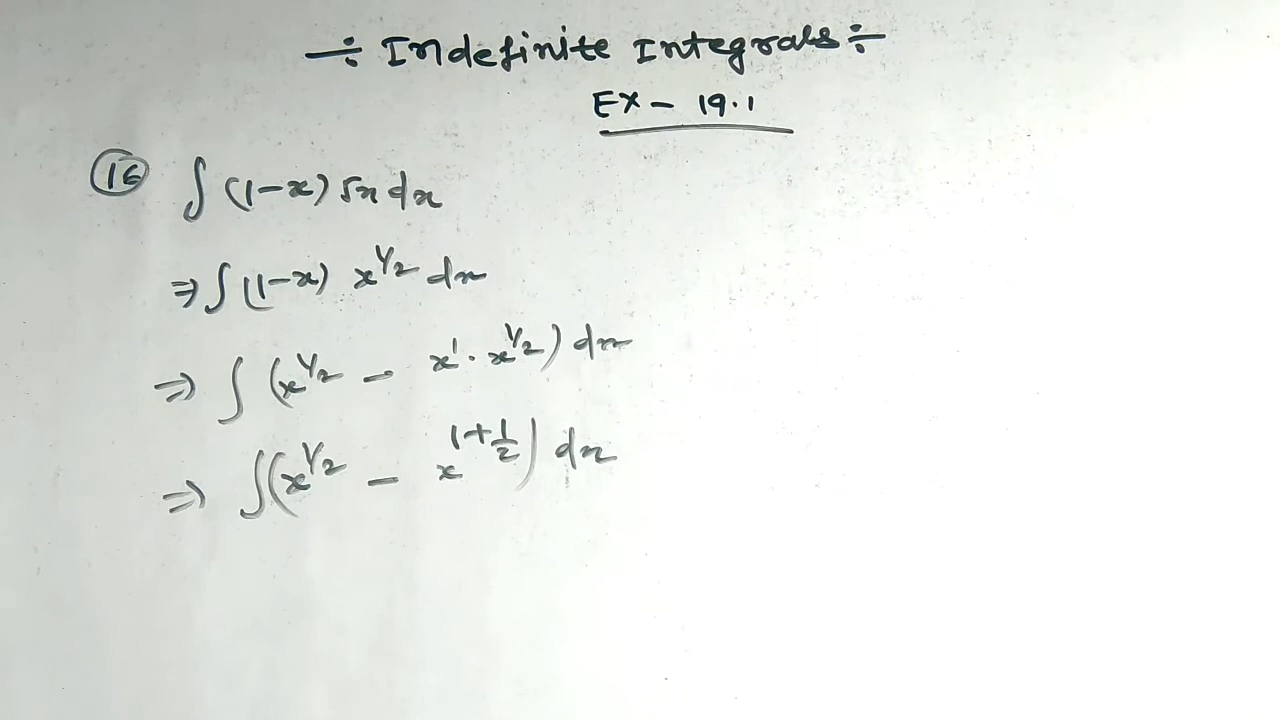 ÷ Indefinite Integrals ÷
EX - 19.1
(16) ∫ (1-x) √x dx
⇒ ∫ (1-x) x^1/2 dx
⇒ ∫ (x^1/2 - x^1 · x^1/2) dx
⇒ ∫ (x^1/2 - x^1+1/2) dx